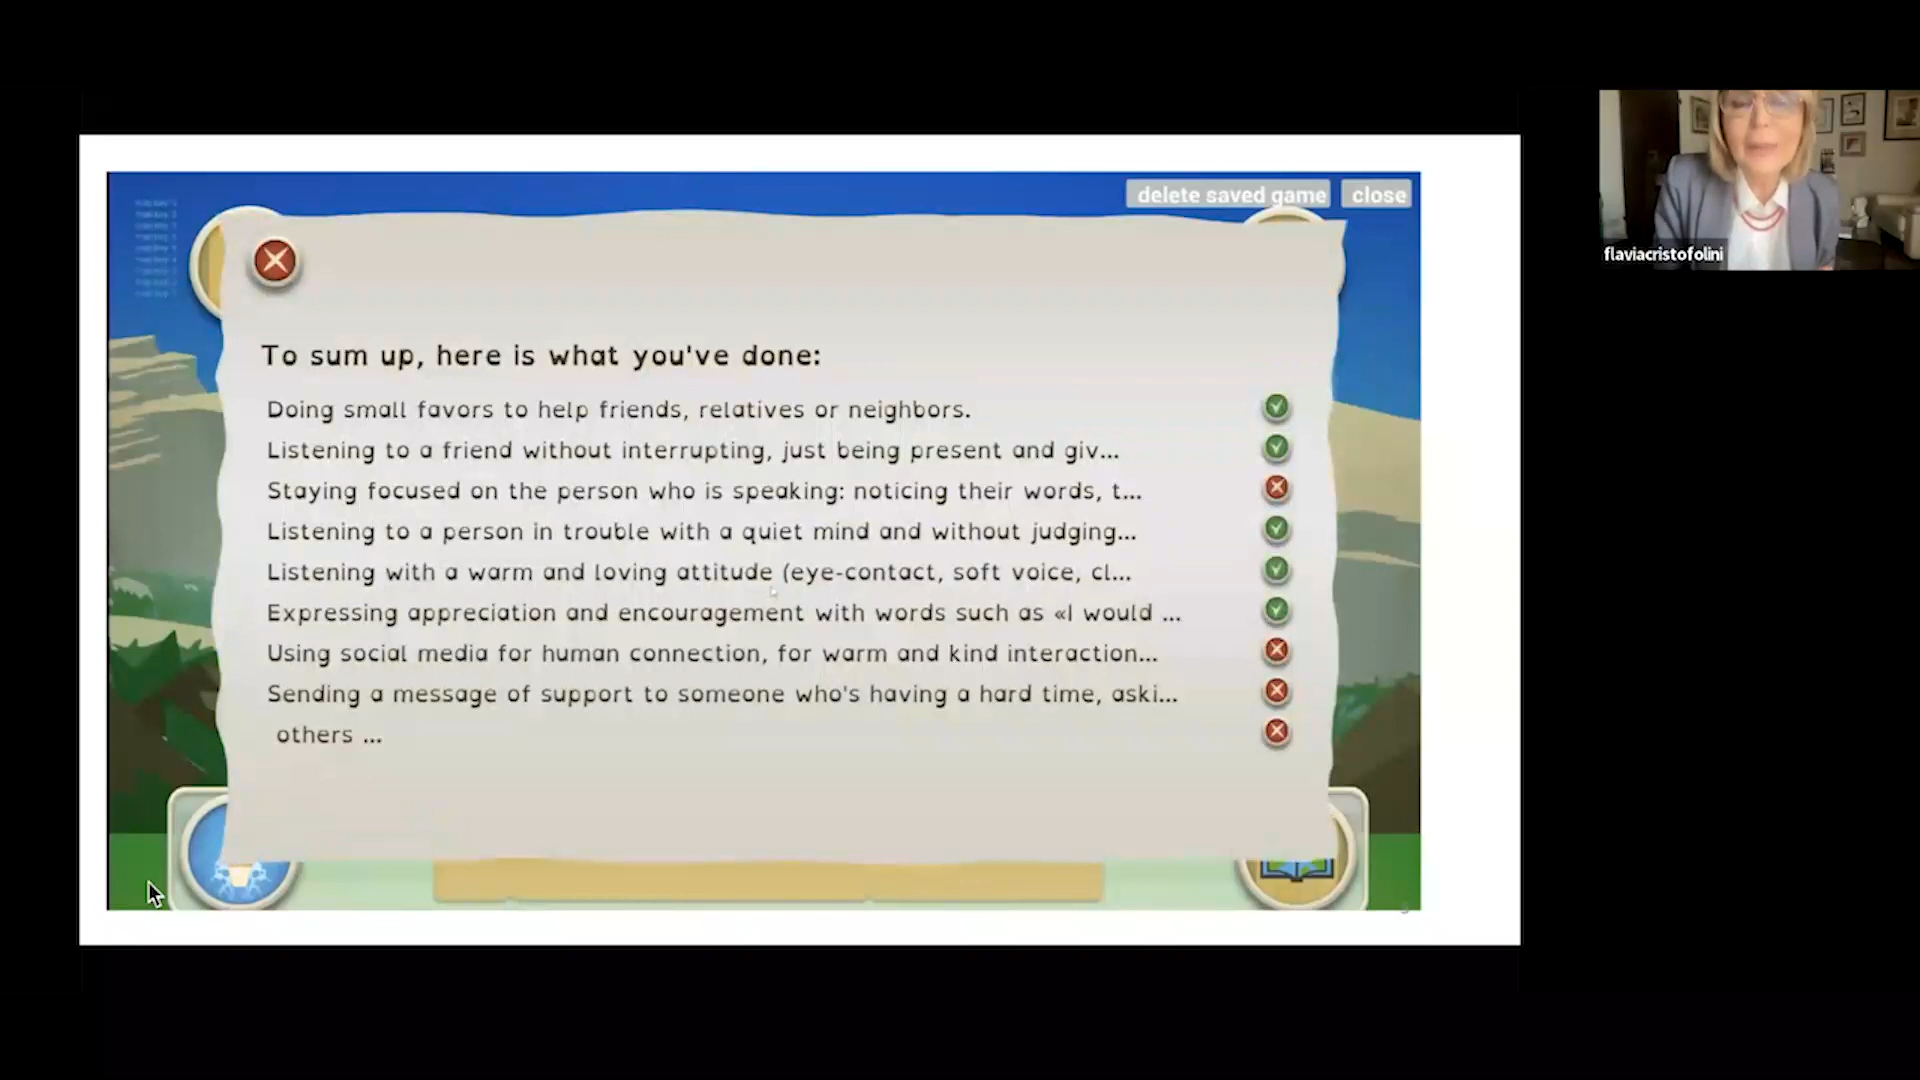 delete saved game
close
To sum up, here is what you've done:
Doing small favors to help friends, relatives or neighbors.
Listening to a friend without interrupting, just being present and giv...
Staying focused on the person who is speaking: noticing their words, t...
Listening to a person in trouble with a quiet mind and without judging...
Listening with a warm and loving attitude (eye-contact, soft voice, cl...
Expressing appreciation and encouragement with words such as «I would ...
Using social media for human connection, for warm and kind interaction...
Sending a message of support to someone who's having a hard time, aski...
others ...
flaviacristofolini